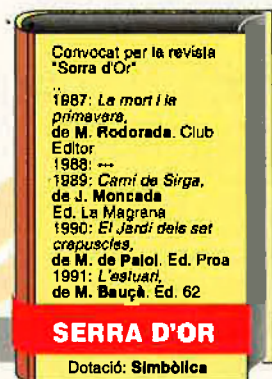 Convocat per la revista
"Serra d'Or"
..
1987: La mort i la
primavera,
de M. Rodoreda. Club
Editor
1988: ---
1989: Camí de Sirga,
de J. Moncada
Ed. La Magrana
1990: El Jardí dels set
crepuscles,
de M. de Palol. Ed. Proa
1991: L'estuari,
de M. Bauçà. Ed. 62
SERRA D'OR
Dotació: Simbòlica